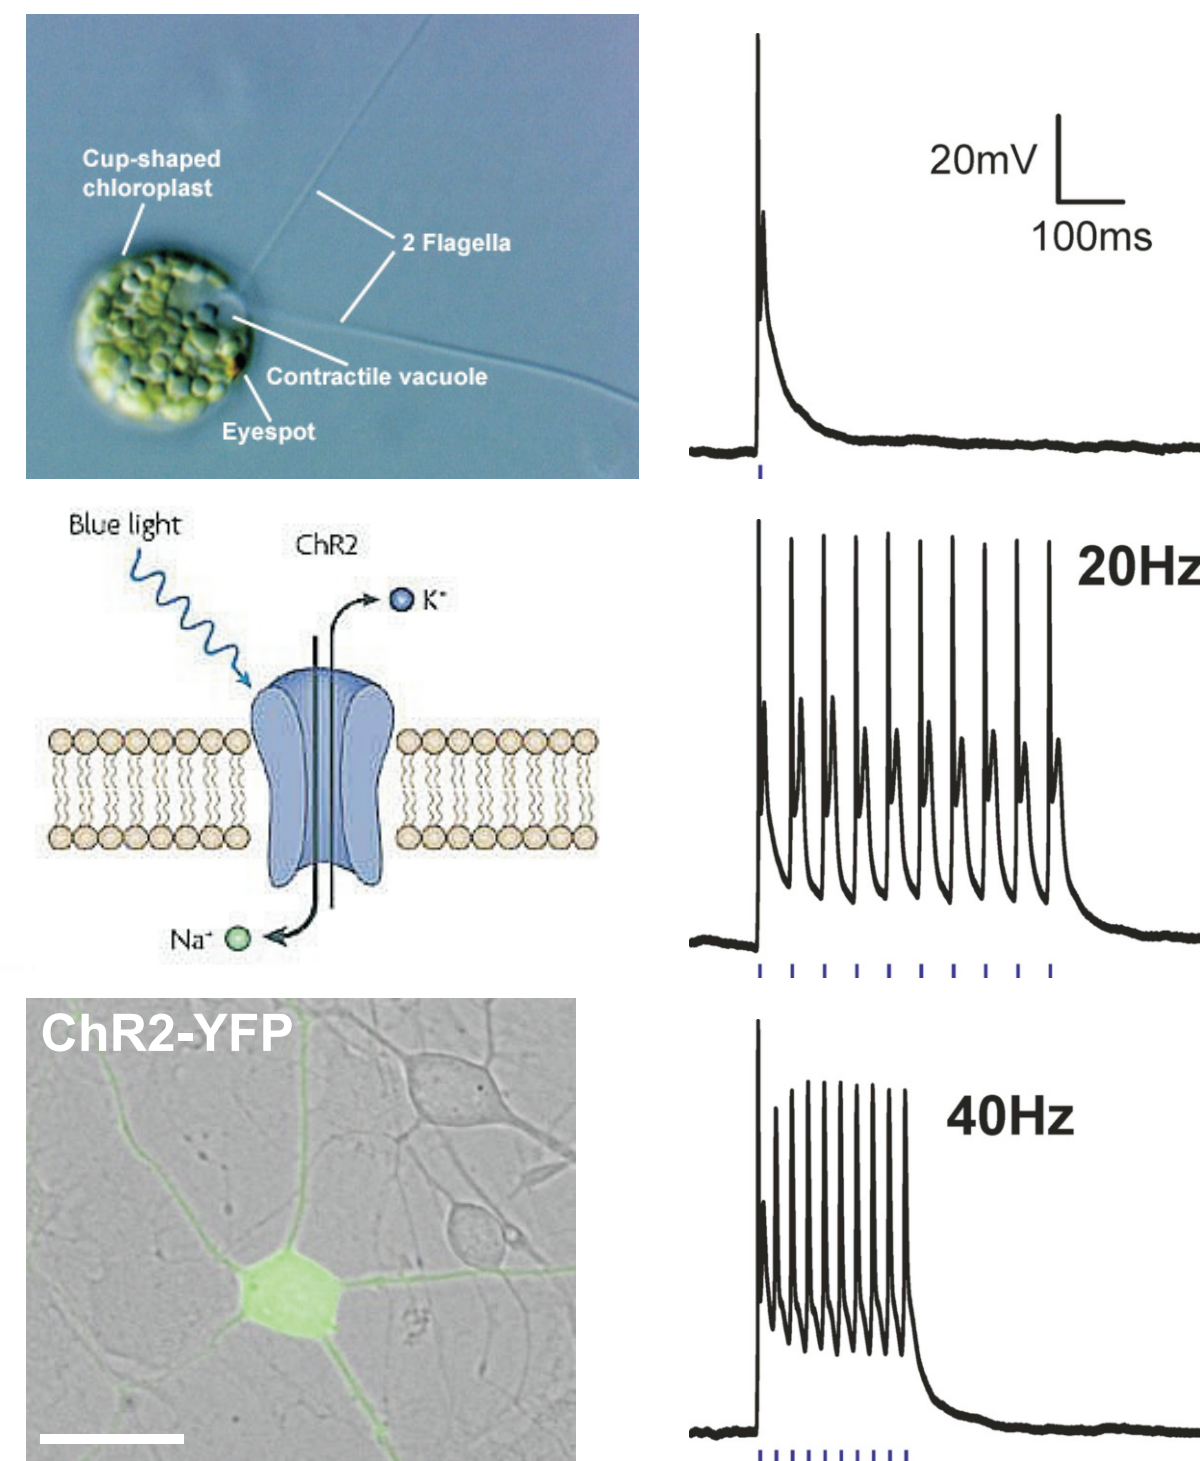 Cup-shaped
chloroplast
2 Flagella
Contractile vacuole
Eyespot
20mV
100ms
Blue light
ChR2
K⁺
Na⁺
20Hz
ChR2-YFP
40Hz